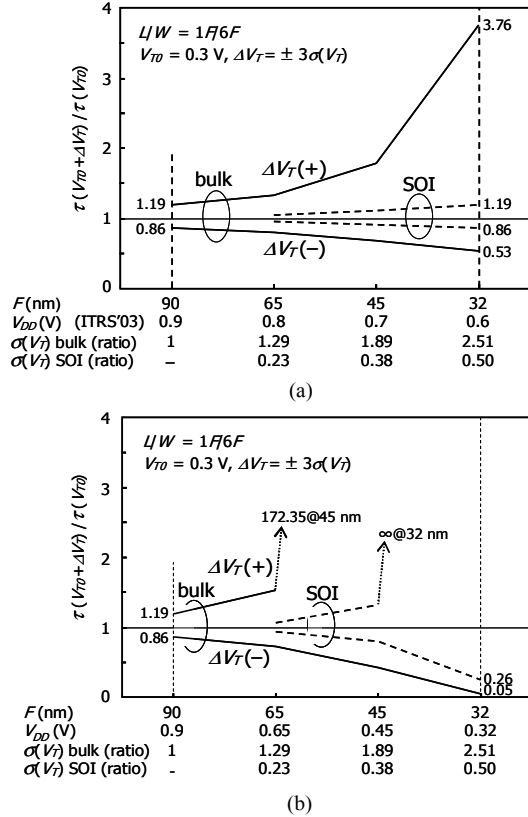 L/W = 1F/6F
V_T0 = 0.3 V, ΔV_T = ± 3σ(V_T)
τ(V_T0+ΔV_T) / τ(V_T0)
4
3
2
1
0
3.76
bulk
ΔV_T(+)
SOI
1.19
1.19
0.86
0.86
ΔV_T(−)
0.53
F (nm) 90 65 45 32
V_DD (V) (ITRS'03) 0.9 0.8 0.7 0.6
σ(V_T) bulk (ratio) 1 1.29 1.89 2.51
σ(V_T) SOI (ratio) – 0.23 0.38 0.50
(a)
L/W = 1F/6F
V_T0 = 0.3 V, ΔV_T = ± 3σ(V_T)
τ(V_T0+ΔV_T) / τ(V_T0)
4
3
2
1
0
172.35@45 nm
∞@32 nm
ΔV_T(+)
bulk
SOI
1.19
0.86
ΔV_T(−)
0.26
0.05
F (nm) 90 65 45 32
V_DD (V) 0.9 0.65 0.45 0.32
σ(V_T) bulk (ratio) 1 1.29 1.89 2.51
σ(V_T) SOI (ratio) - 0.23 0.38 0.50
(b)